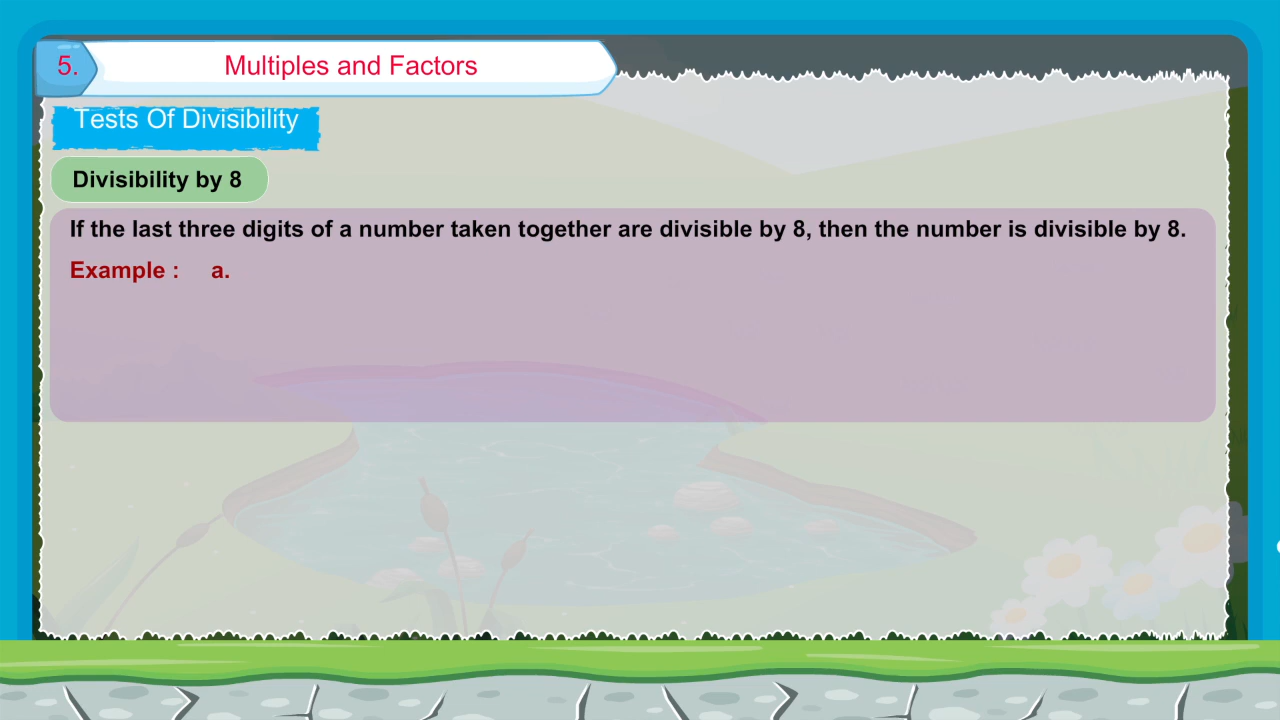 5.
Multiples and Factors
Tests Of Divisibility
Divisibility by 8
If the last three digits of a number taken together are divisible by 8, then the number is divisible by 8.
Example : a.